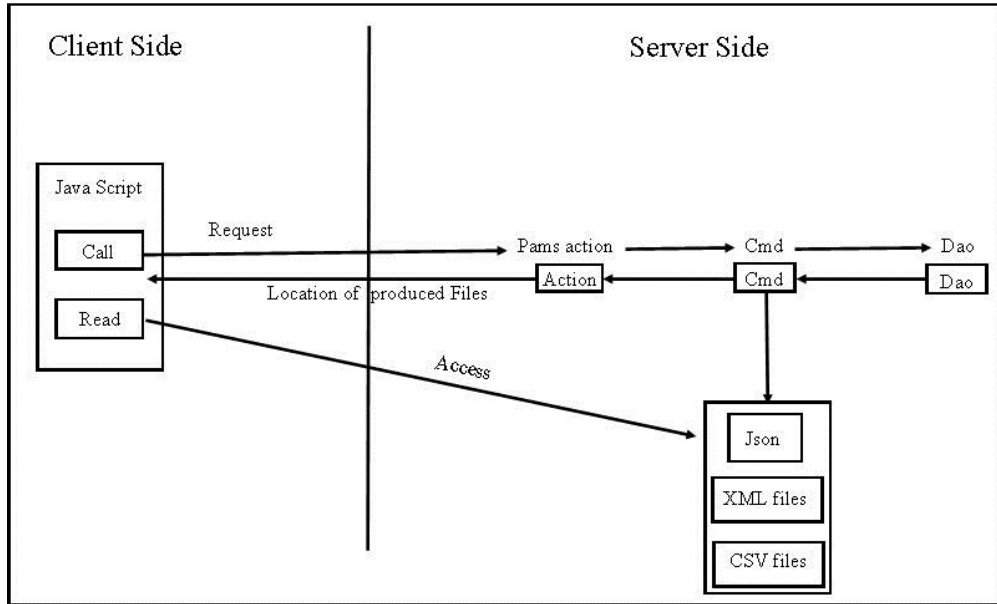 Client Side
Server Side
Java Script
Call
Request
Pams action
Cmd
Dao
Location of produced Files
Action
Cmd
Dao
Read
Access
Json
XML files
CSV files